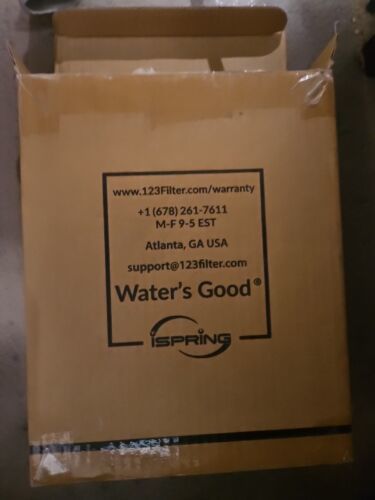 www.123Filter.com/warranty
+1 (678) 261-7611
M-F 9-5 EST
Atlanta, GA USA
support@123filter.com
Water's Good®
iSPRING